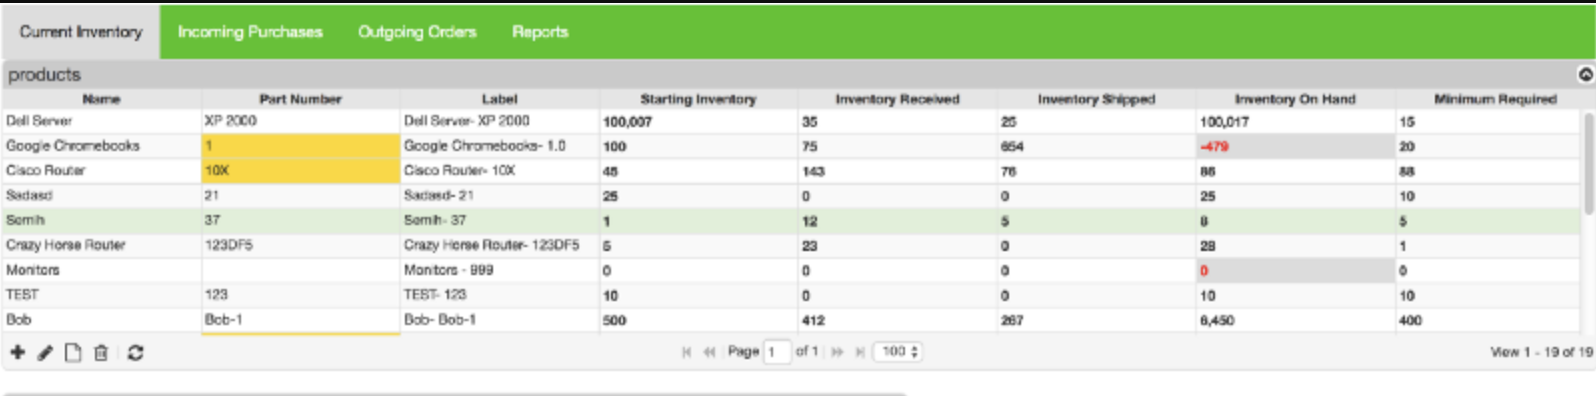 Current Inventory Incoming Purchases Outgoing Orders Reports
products
Name Part Number Label Starting Inventory Inventory Received Inventory Shipped Inventory On Hand Minimum Required
Dell Server XP 2000 Dell Server- XP 2000 100,007 35 25 100,017 15
Google Chromebooks 1 Google Chromebooks- 1.0 100 75 654 -479 20
Cisco Router 10X Cisco Router- 10X 45 143 76 86 88
Sadasd 21 Sadasd- 21 25 0 0 25 10
Semih 37 Semih- 37 1 12 5 8 5
Crazy Horse Router 123DF5 Crazy Horse Router- 123DF5 5 23 0 28 1
Monitors Monitors - 999 0 0 0 0 0
TEST 123 TEST- 123 10 0 0 10 10
Bob Bob-1 Bob- Bob-1 500 412 267 6,450 400
Page 1 of 1 100 View 1 - 19 of 19